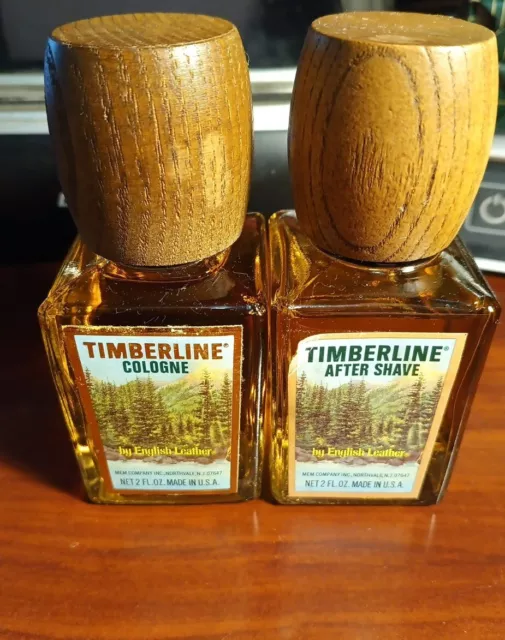 TIMBERLINE®
COLOGNE
by English Leather
MEM COMPANY INC., NORTHVALE, N.J. 07647
NET 2 FL. OZ. MADE IN U.S.A.
TIMBERLINE®
AFTER SHAVE
by English Leather
MEM COMPANY INC., NORTHVALE, N.J. 07647
NET 2 FL. OZ. MADE IN U.S.A.